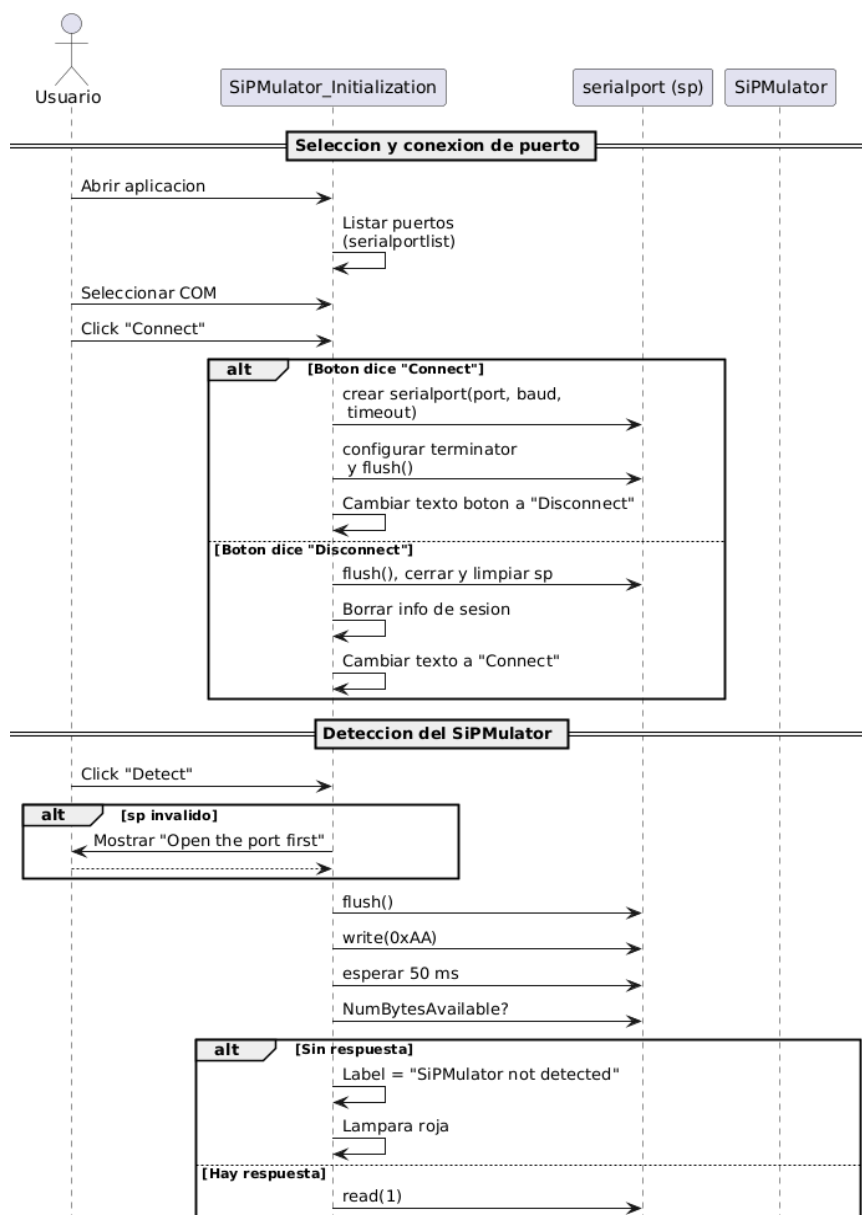 Usuario
SiPMulator_Initialization
serialport (sp)
SiPMulator
Seleccion y conexion de puerto
Abrir aplicacion
Listar puertos
(serialportlist)
Seleccionar COM
Click "Connect"
alt
[Boton dice "Connect"]
crear serialport(port, baud,
timeout)
configurar terminator
y flush()
Cambiar texto boton a "Disconnect"
[Boton dice "Disconnect"]
flush(), cerrar y limpiar sp
Borrar info de sesion
Cambiar texto a "Connect"
Deteccion del SiPMulator
Click "Detect"
alt
[sp invalido]
Mostrar "Open the port first"
flush()
write(0xAA)
esperar 50 ms
NumBytesAvailable?
alt
[Sin respuesta]
Label = "SiPMulator not detected"
Lampara roja
[Hay respuesta]
read(1)